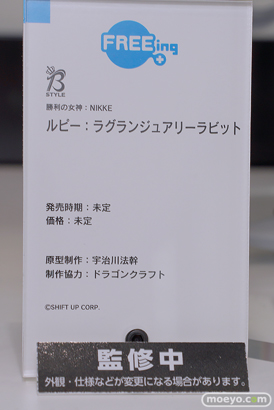 FREEing
B
STYLE
勝利の女神：NIKKE
ルピー：ラグランジュアリーラビット
発売時期：未定
価格：未定
原型制作：宇治川法幹
制作協力：ドラゴンクラフト
©SHIFT UP CORP.
監修中
外観・仕様などが変更になる場合があります。
moeyo.com